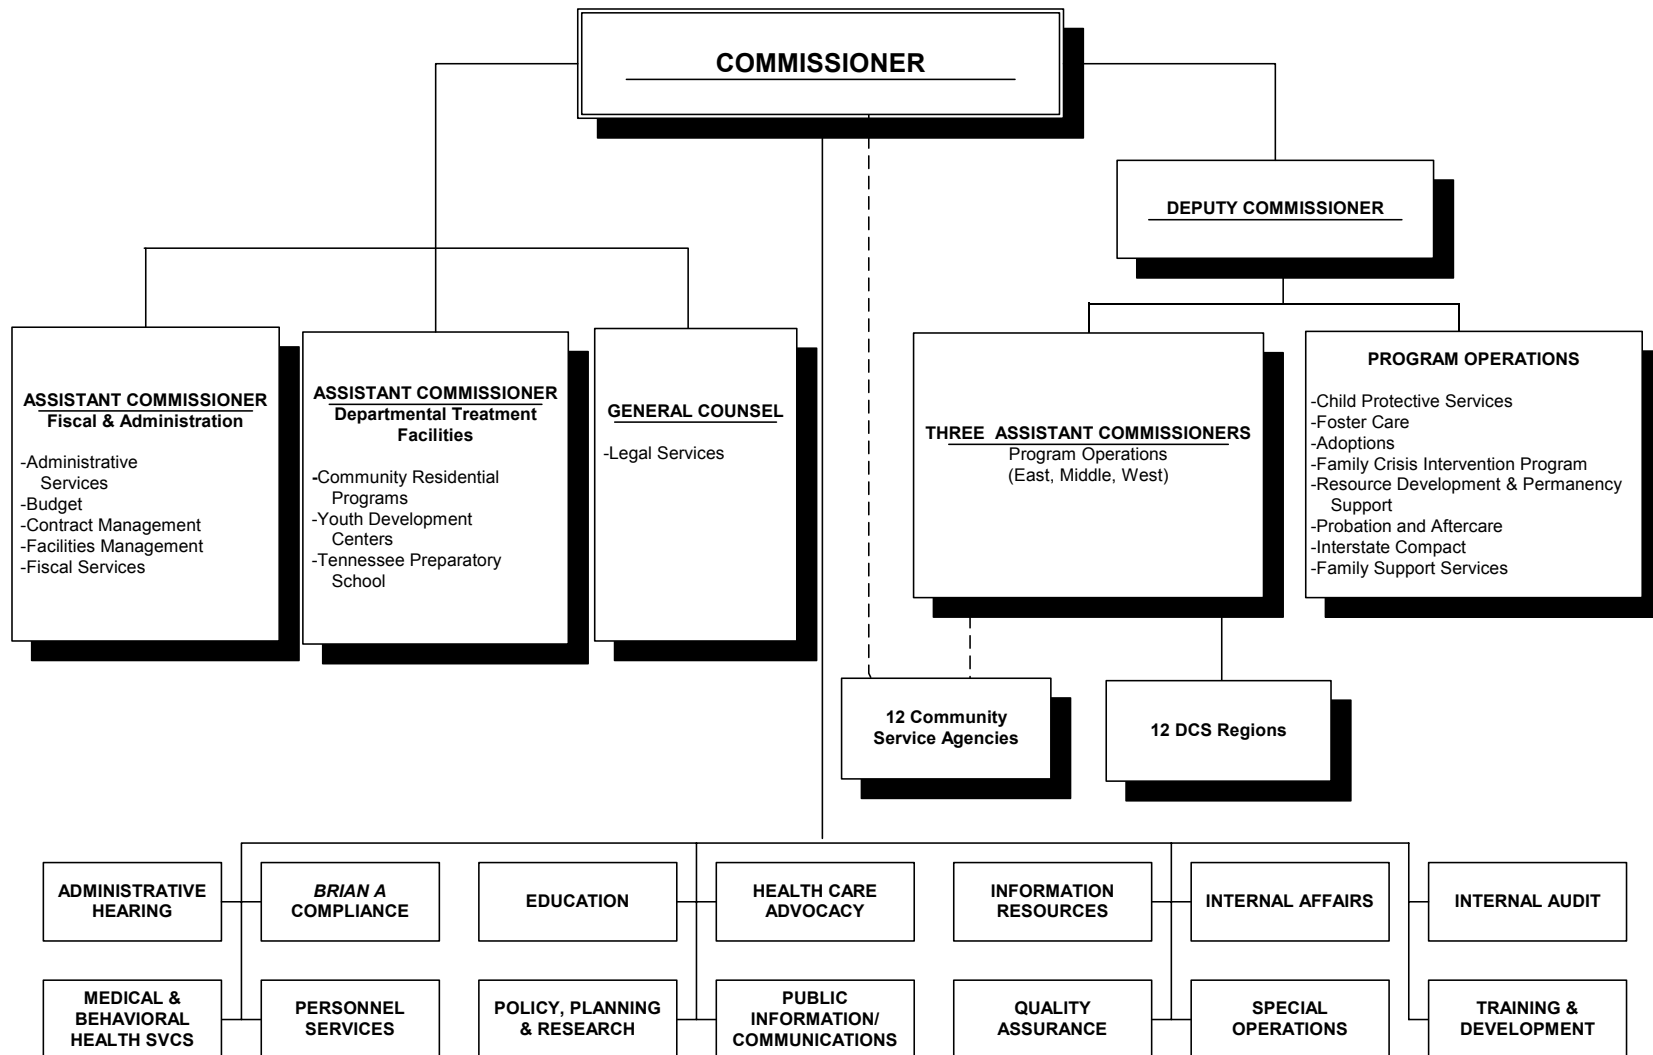 COMMISSIONER
DEPUTY COMMISSIONER
ASSISTANT COMMISSIONER
Fiscal & Administration
-Administrative
Services
-Budget
-Contract Management
-Facilities Management
-Fiscal Services
ASSISTANT COMMISSIONER
Departmental Treatment
Facilities
-Community Residential
Programs
-Youth Development
Centers
-Tennessee Preparatory
School
GENERAL COUNSEL
-Legal Services
THREE ASSISTANT COMMISSIONERS
Program Operations
(East, Middle, West)
PROGRAM OPERATIONS
-Child Protective Services
-Foster Care
-Adoptions
-Family Crisis Intervention Program
-Resource Development & Permanency
Support
-Probation and Aftercare
-Interstate Compact
-Family Support Services
12 Community
Service Agencies
12 DCS Regions
ADMINISTRATIVE
HEARING
BRIAN A
COMPLIANCE
EDUCATION
HEALTH CARE
ADVOCACY
INFORMATION
RESOURCES
INTERNAL AFFAIRS
INTERNAL AUDIT
MEDICAL &
BEHAVIORAL
HEALTH SVCS
PERSONNEL
SERVICES
POLICY, PLANNING
& RESEARCH
PUBLIC
INFORMATION/
COMMUNICATIONS
QUALITY
ASSURANCE
SPECIAL
OPERATIONS
TRAINING &
DEVELOPMENT